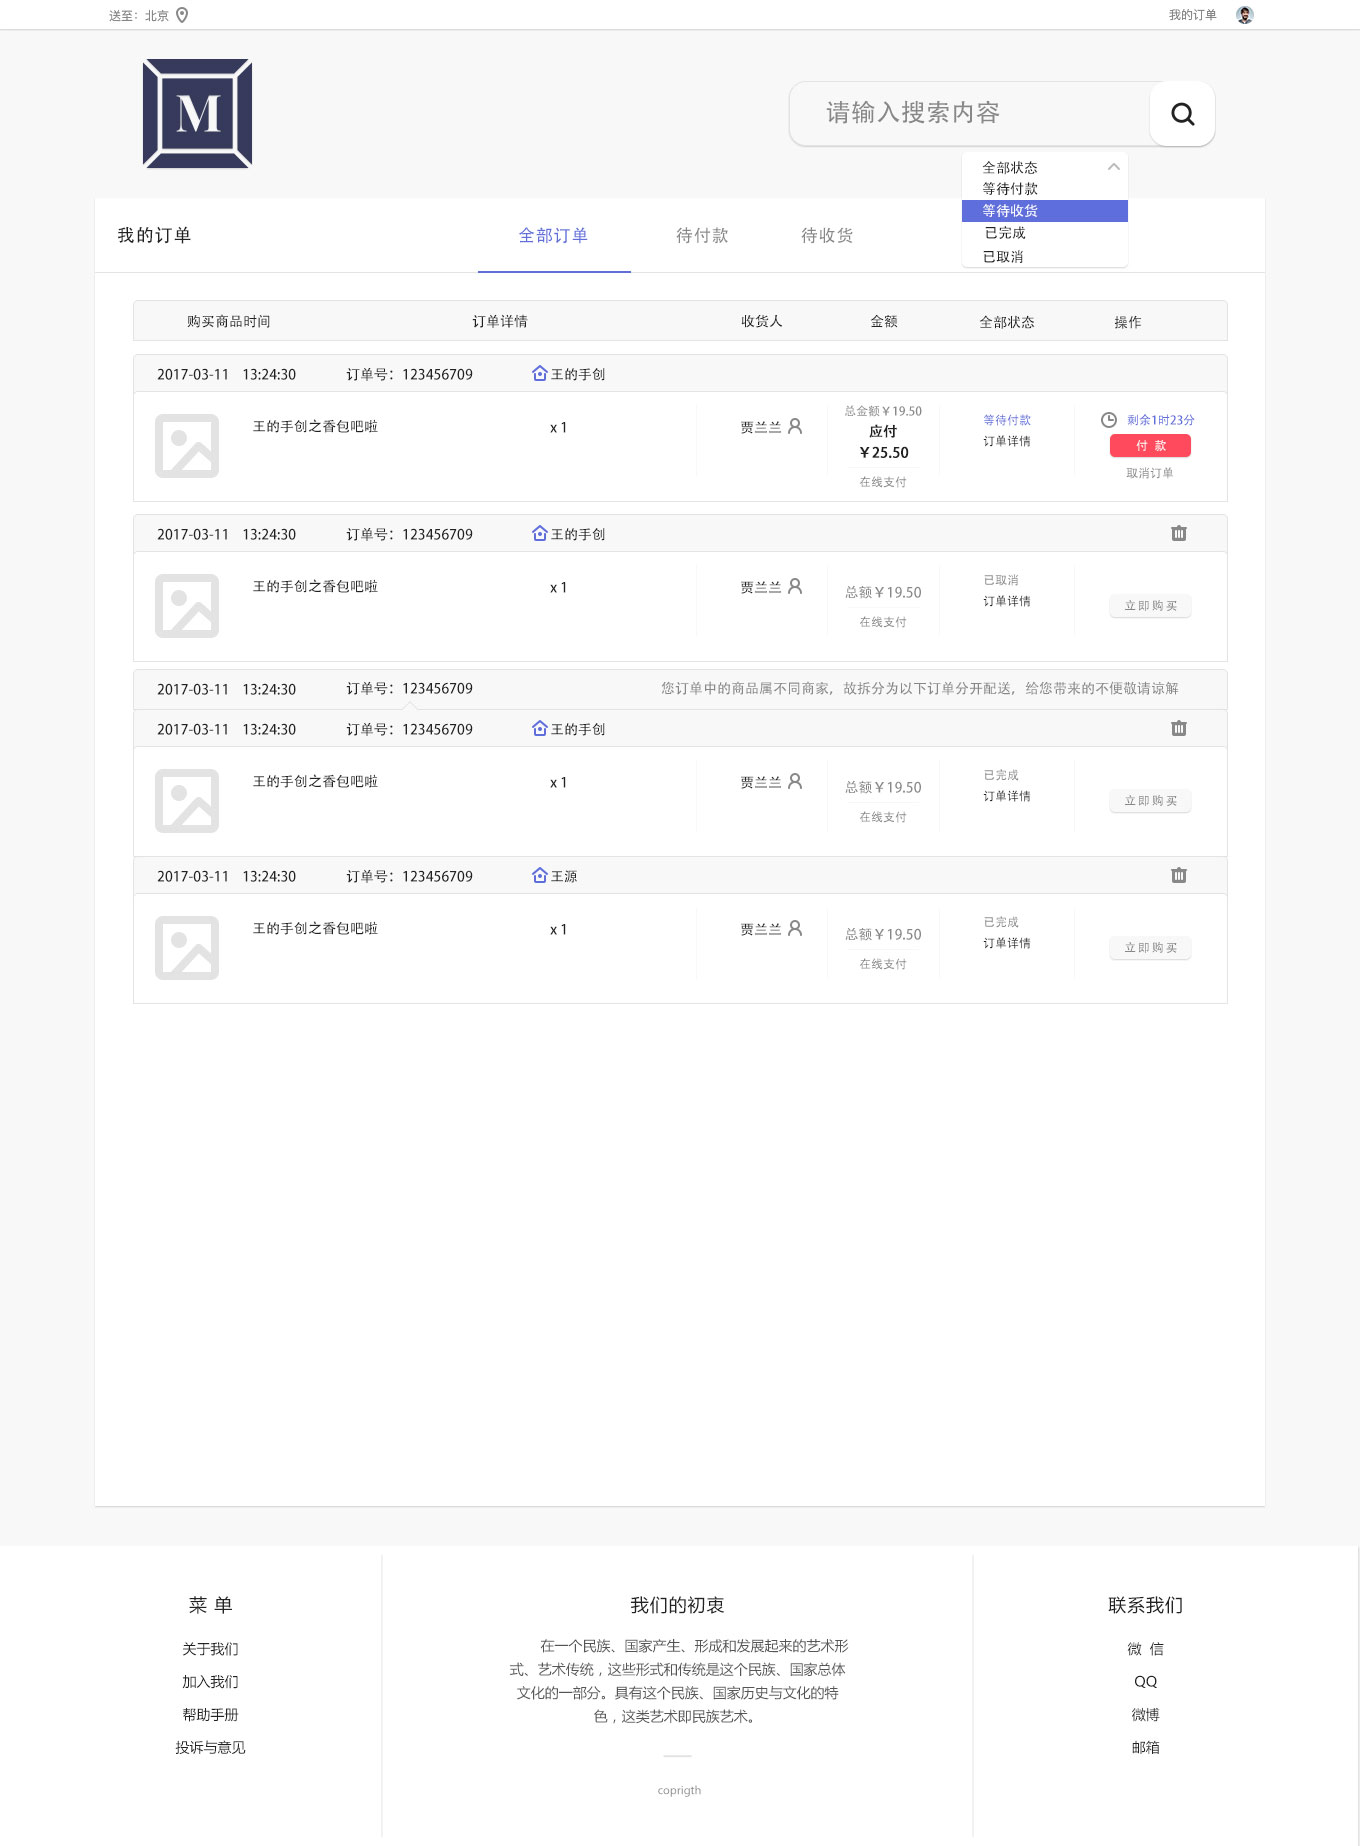 送至：北京
我的订单
M
请输入搜索内容
全部状态
等待付款
等待收货
已完成
已取消
我的订单 全部订单 待付款 待收货
购买商品时间 订单详情 收货人 金额 全部状态 操作
2017-03-11 13:24:30 订单号：123456709 王的手创
王的手创之香包吧啦 x 1 贾兰兰
总金额￥19.50
应付
￥25.50
在线支付
等待付款
订单详情
剩余1时23分
付 款
取消订单
2017-03-11 13:24:30 订单号：123456709 王的手创
王的手创之香包吧啦 x 1 贾兰兰
总额￥19.50
在线支付
已取消
订单详情
立即购买
2017-03-11 13:24:30 订单号：123456709 您订单中的商品属不同商家，故拆分为以下订单分开配送，给您带来的不便敬请谅解
2017-03-11 13:24:30 订单号：123456709 王的手创
王的手创之香包吧啦 x 1 贾兰兰
总额￥19.50
在线支付
已完成
订单详情
立即购买
2017-03-11 13:24:30 订单号：123456709 王源
王的手创之香包吧啦 x 1 贾兰兰
总额￥19.50
在线支付
已完成
订单详情
立即购买
菜 单
关于我们
加入我们
帮助手册
投诉与意见
我们的初衷
在一个民族、国家产生、形成和发展起来的艺术形
式、艺术传统，这些形式和传统是这个民族、国家总体
文化的一部分。具有这个民族、国家历史与文化的特
色，这类艺术即民族艺术。
coprigth
联系我们
微 信
QQ
微博
邮箱